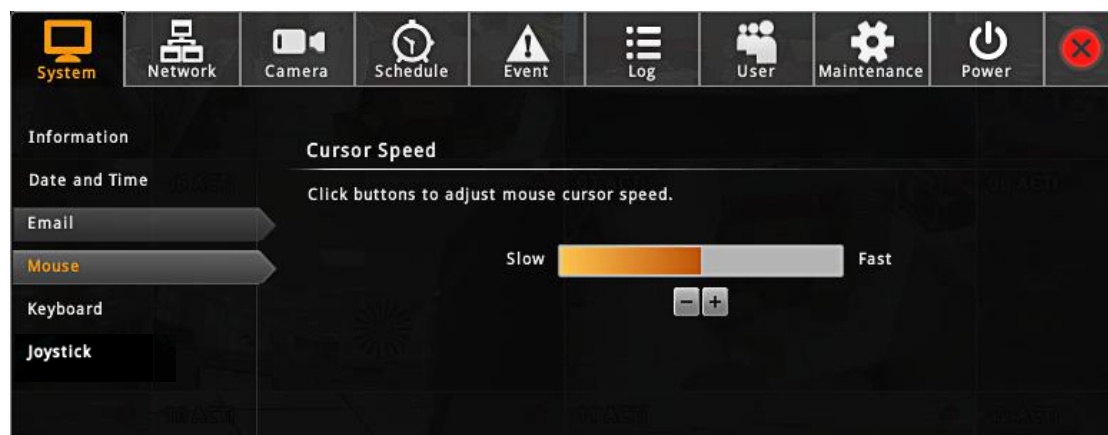 System Network Camera Schedule Event Log User Maintenance Power
Information
Date and Time
Email
Mouse
Keyboard
Joystick
Cursor Speed
Click buttons to adjust mouse cursor speed.
Slow Fast
- +